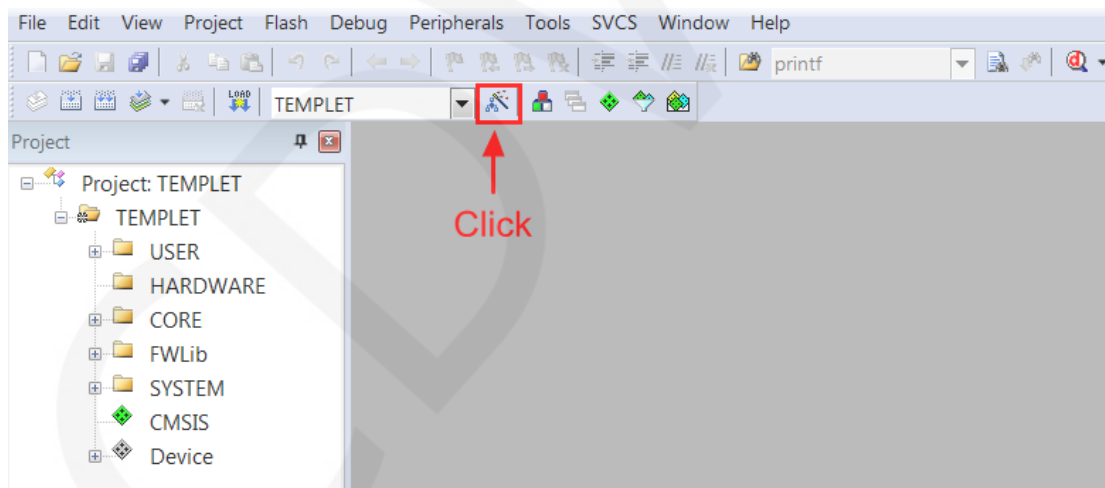 File Edit View Project Flash Debug Peripherals Tools SVCS Window Help
printf
LOAD
TEMPLET
Project
Project: TEMPLET
TEMPLET
USER
HARDWARE
CORE
FWLib
SYSTEM
CMSIS
Device
Click